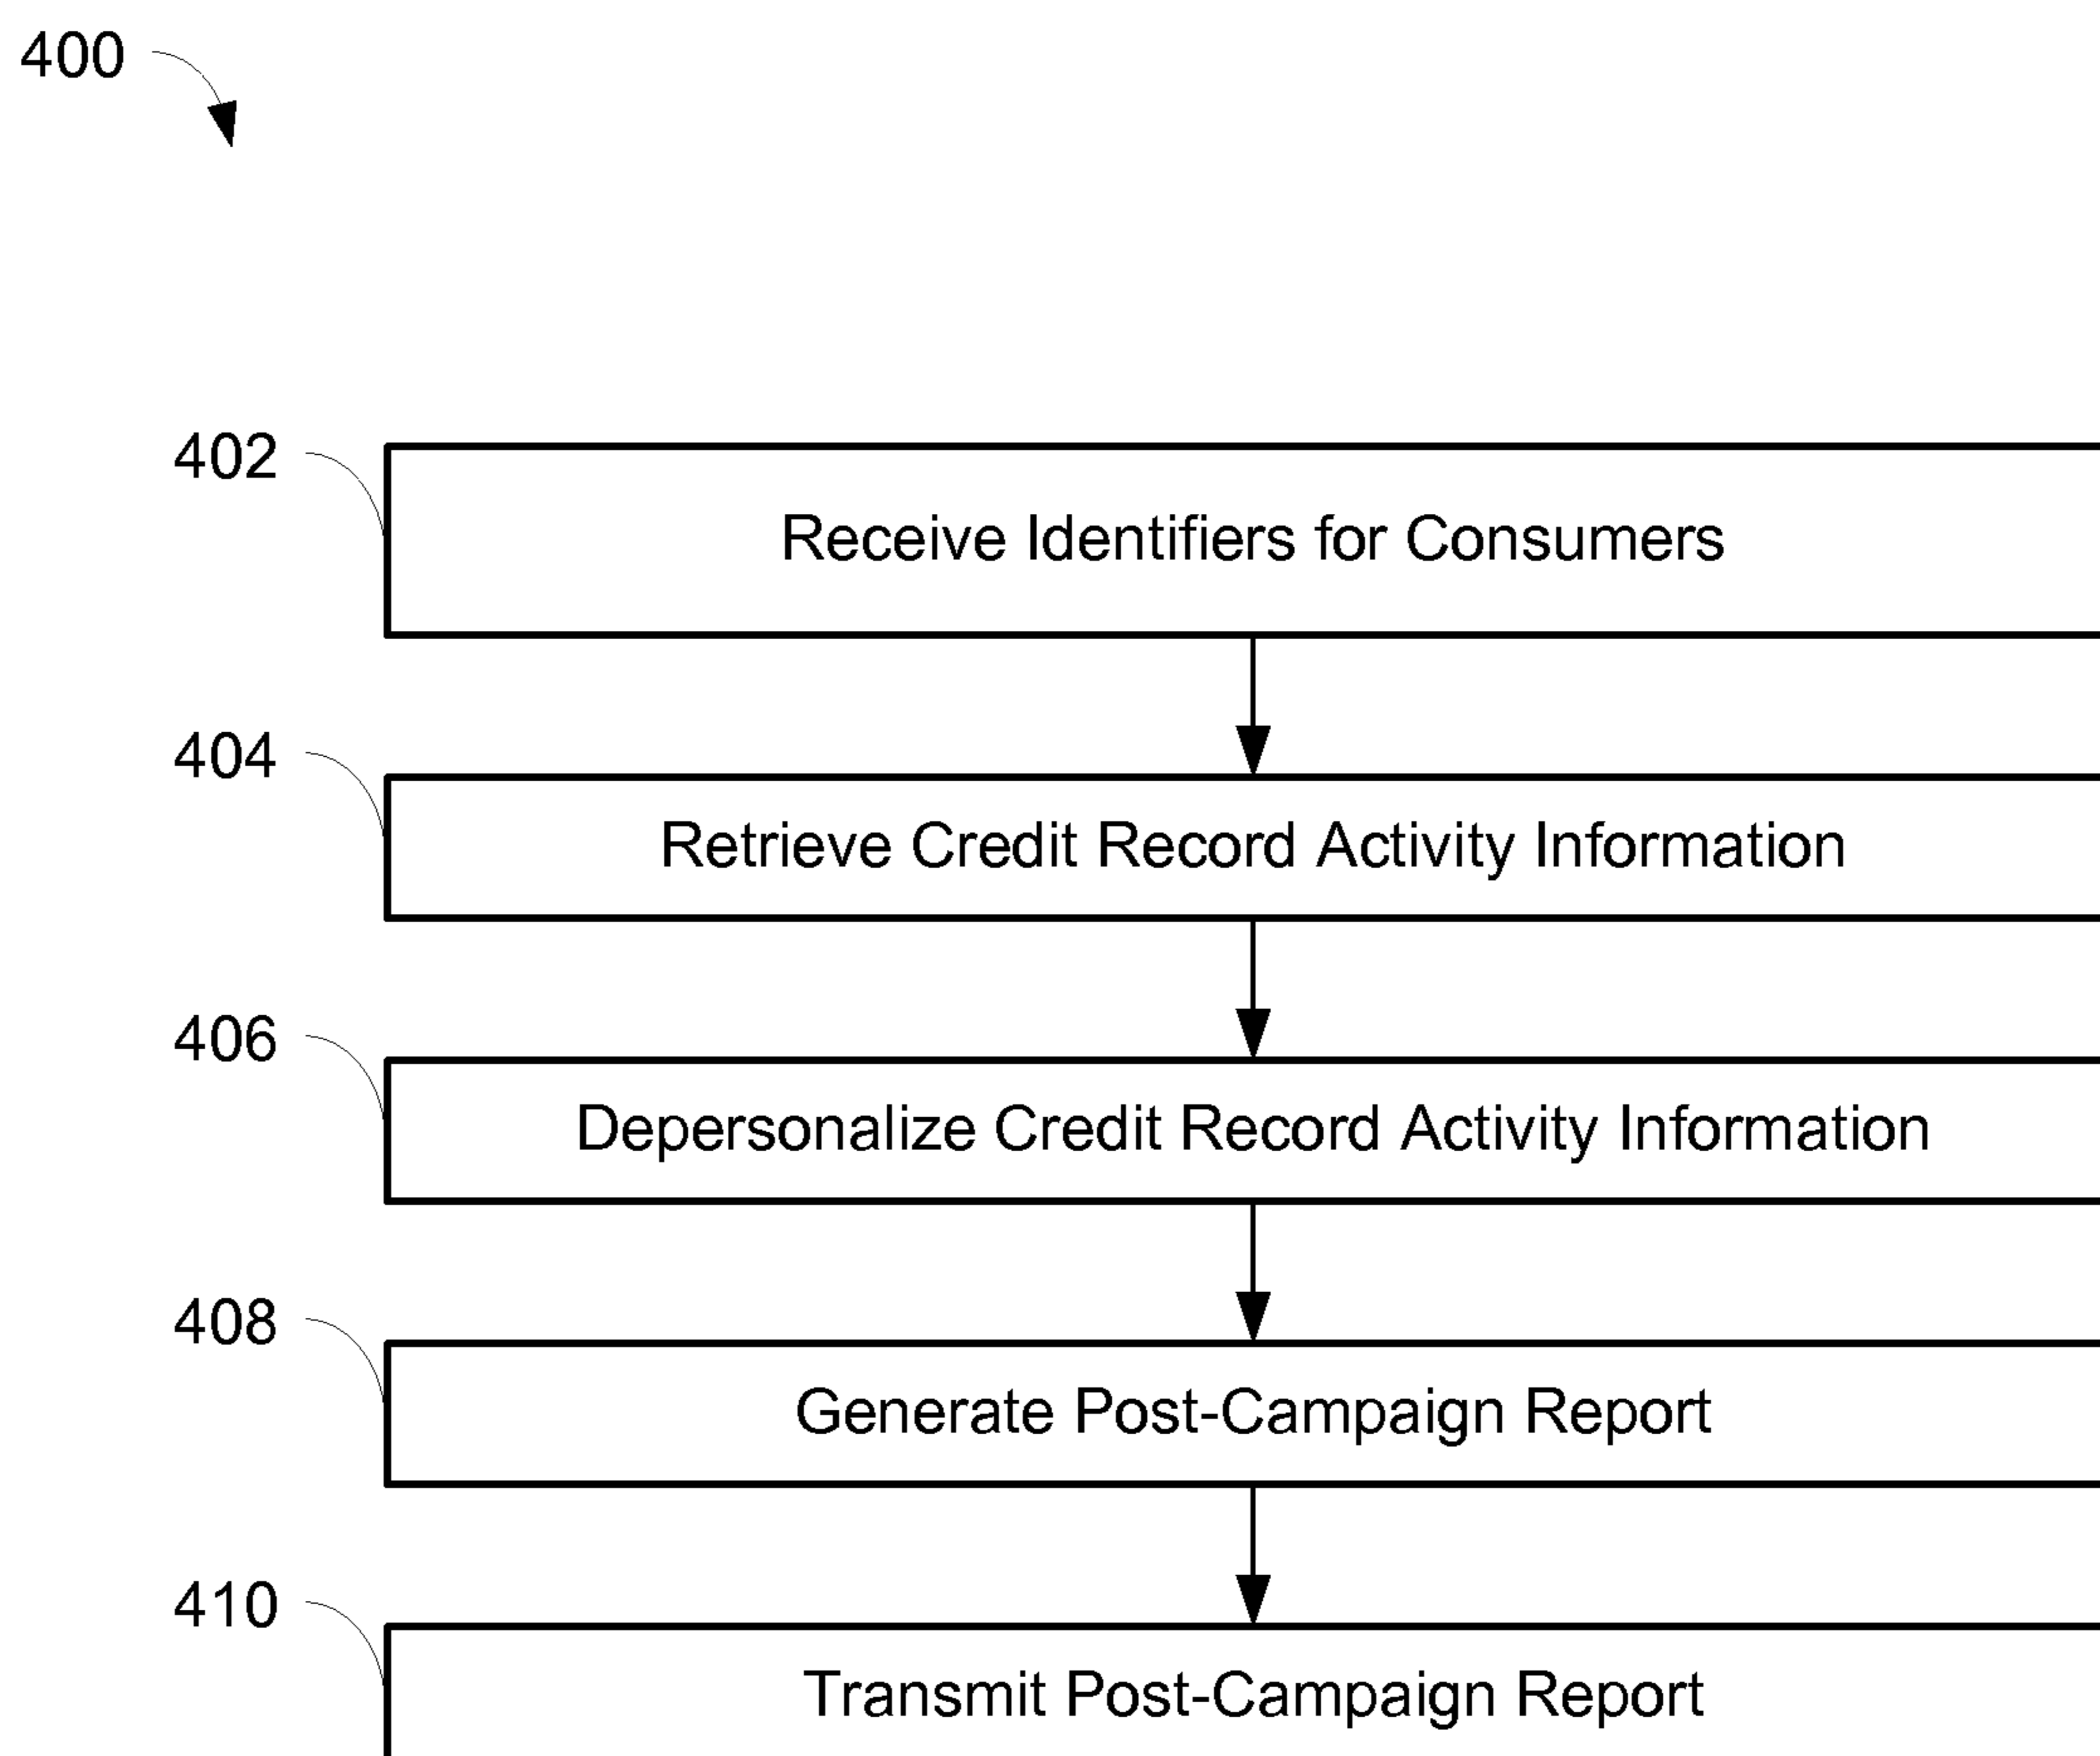 400
402
Receive Identifiers for Consumers
404
Retrieve Credit Record Activity Information
406
Depersonalize Credit Record Activity Information
408
Generate Post-Campaign Report
410
Transmit Post-Campaign Report